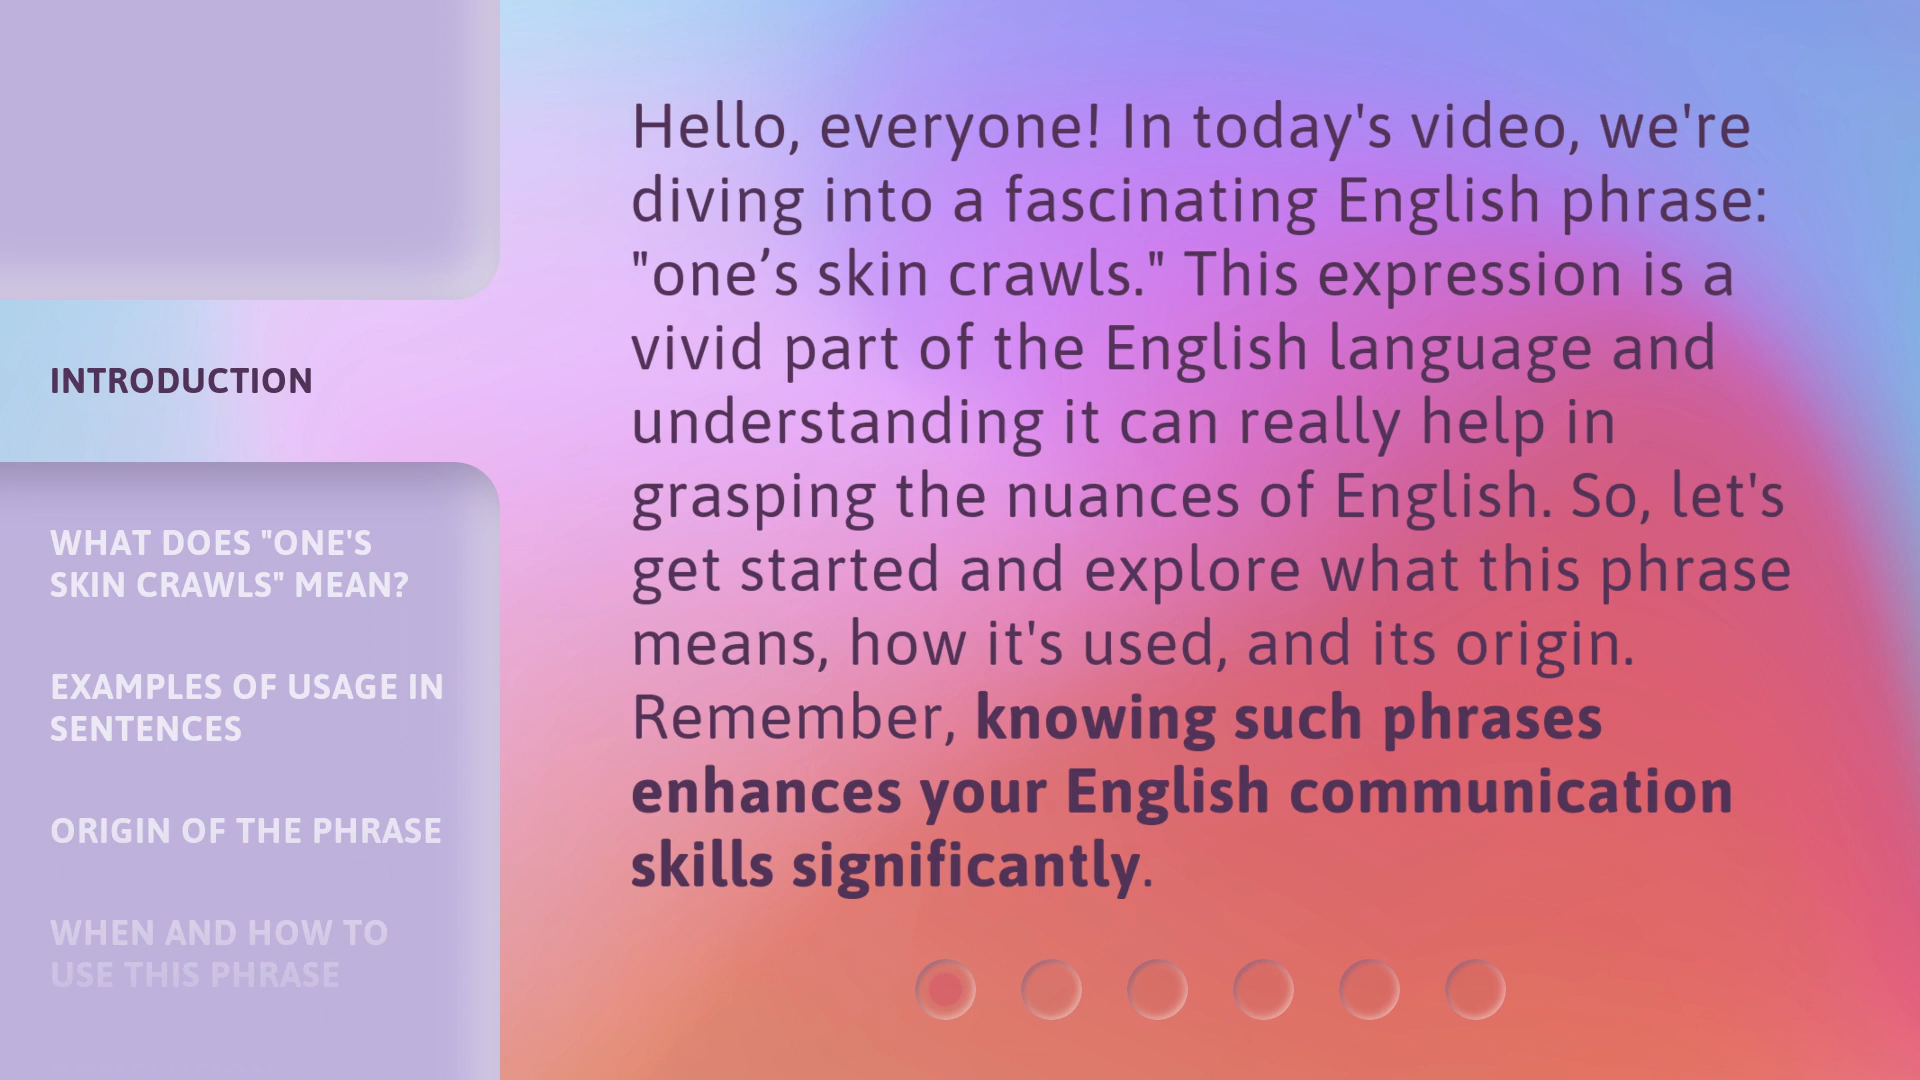 INTRODUCTION
WHAT DOES "ONE'S
SKIN CRAWLS" MEAN?
EXAMPLES OF USAGE IN
SENTENCES
ORIGIN OF THE PHRASE
WHEN AND HOW TO
USE THIS PHRASE
Hello, everyone! In today's video, we're
diving into a fascinating English phrase:
"one’s skin crawls." This expression is a
vivid part of the English language and
understanding it can really help in
grasping the nuances of English. So, let's
get started and explore what this phrase
means, how it's used, and its origin.
Remember, knowing such phrases
enhances your English communication
skills significantly.